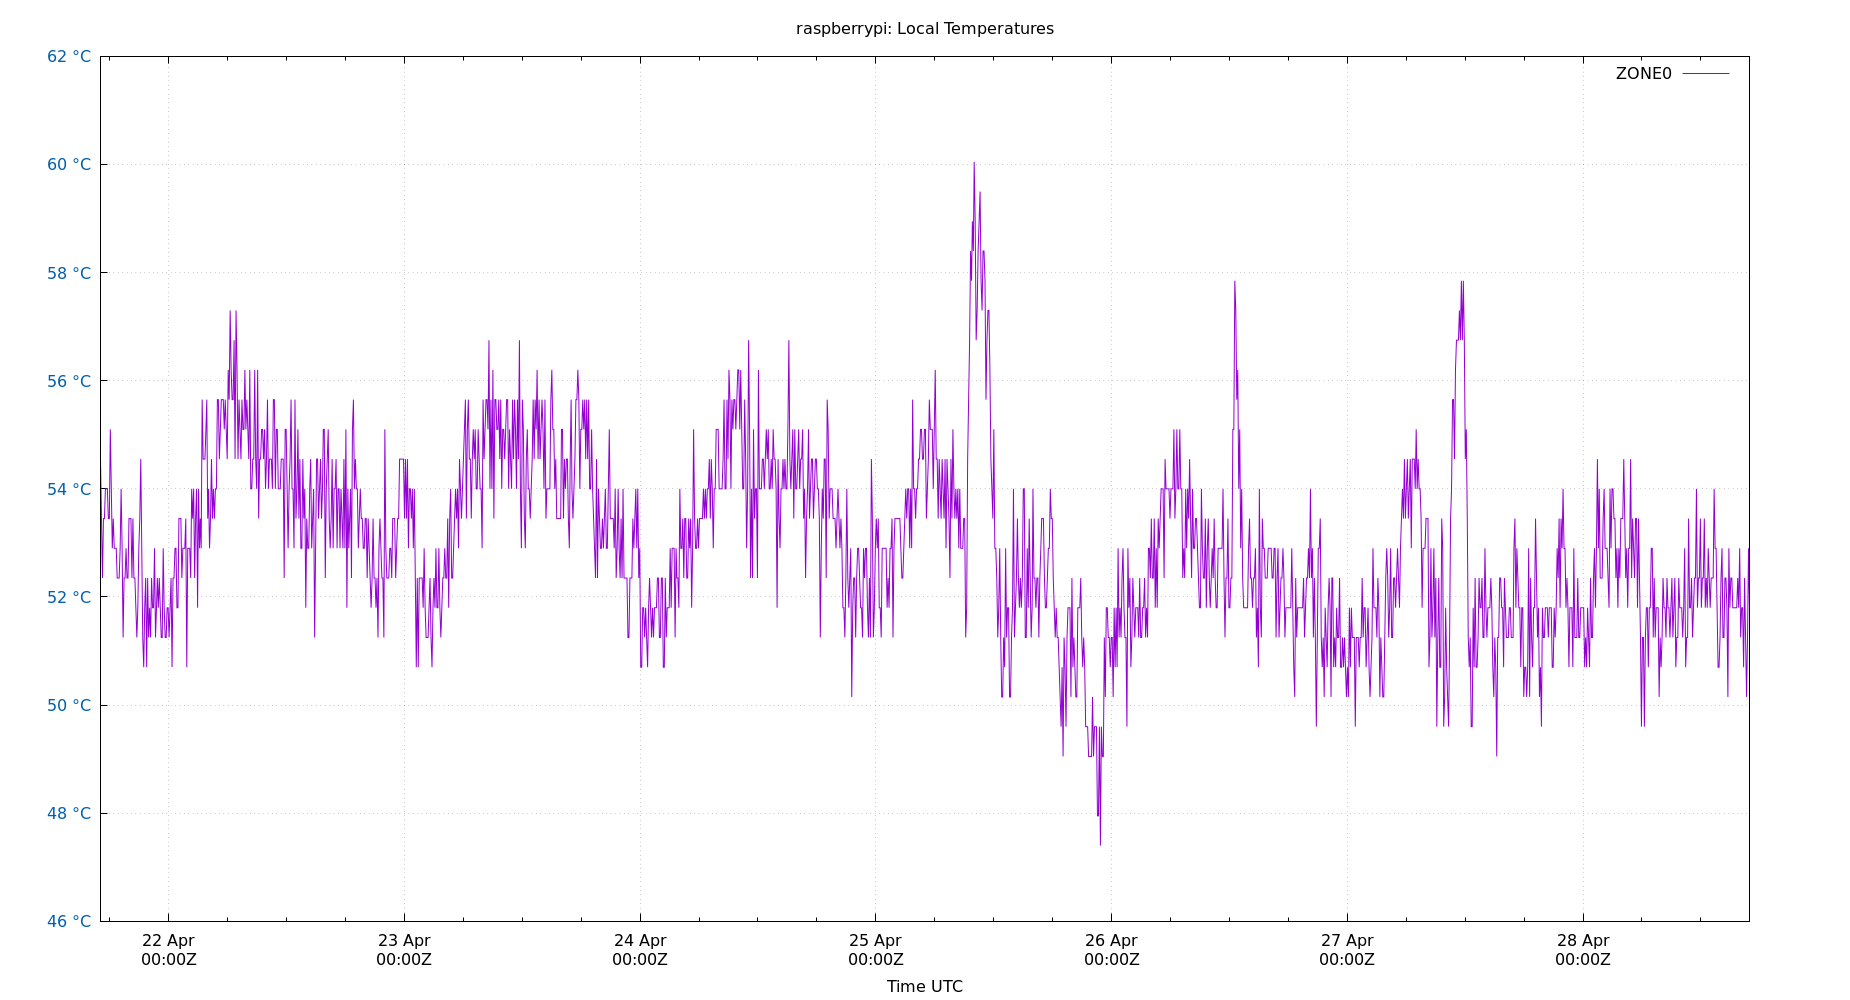 raspberrypi: Local Temperatures
62 °C
ZONE0
60 °C
58 °C
56 °C
54 °C
52 °C
50 °C
48 °C
46 °C
22 Apr 23 Apr 24 Apr 25 Apr 26 Apr 27 Apr 28 Apr
00:00Z 00:00Z 00:00Z 00:00Z 00:00Z 00:00Z 00:00Z
Time UTC